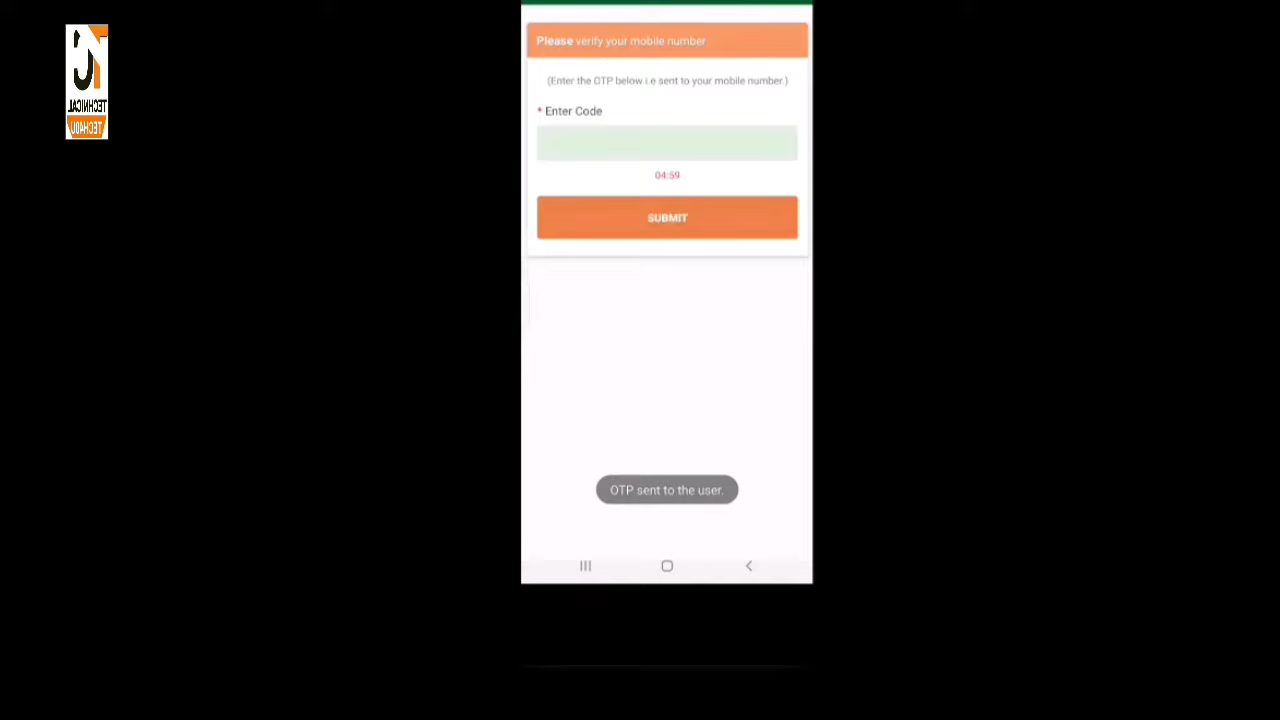 Please verify your mobile number
(Enter the OTP below i.e sent to your mobile number.)
* Enter Code
04:59
SUBMIT
OTP sent to the user.
TECHNICAL
TECH40U